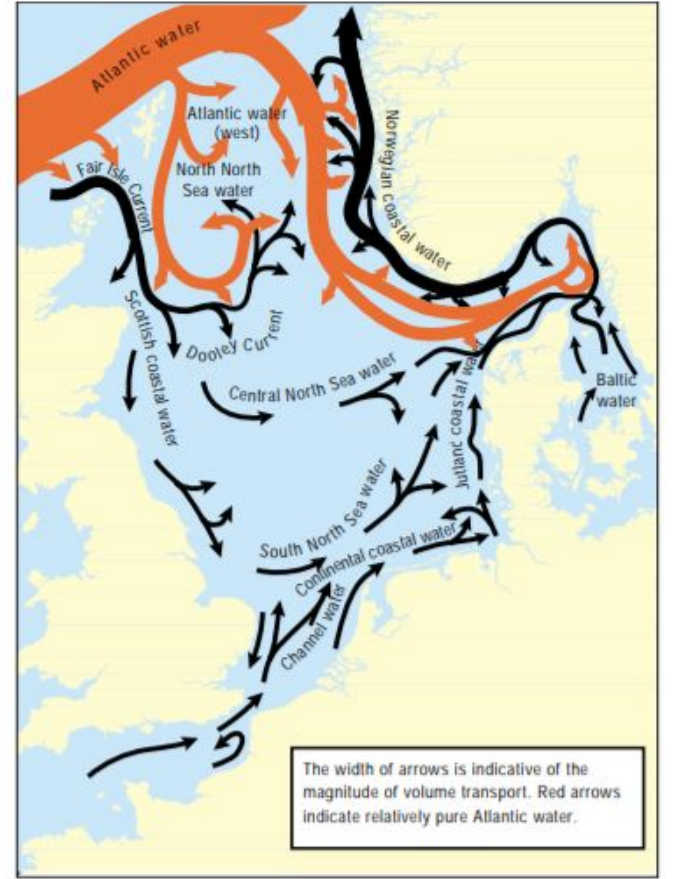 Atlantic water
Atlantic water
(west)
North North
Sea water
Fair Isle Current
Norwegian coastal water
Scottish coastal water
Dooley Current
Central North Sea water
Jutlanc coastal water
Baltic
water
South North Sea water
Continental coastal water
Channel water
The width of arrows is indicative of the
magnitude of volume transport. Red arrows
indicate relatively pure Atlantic water.